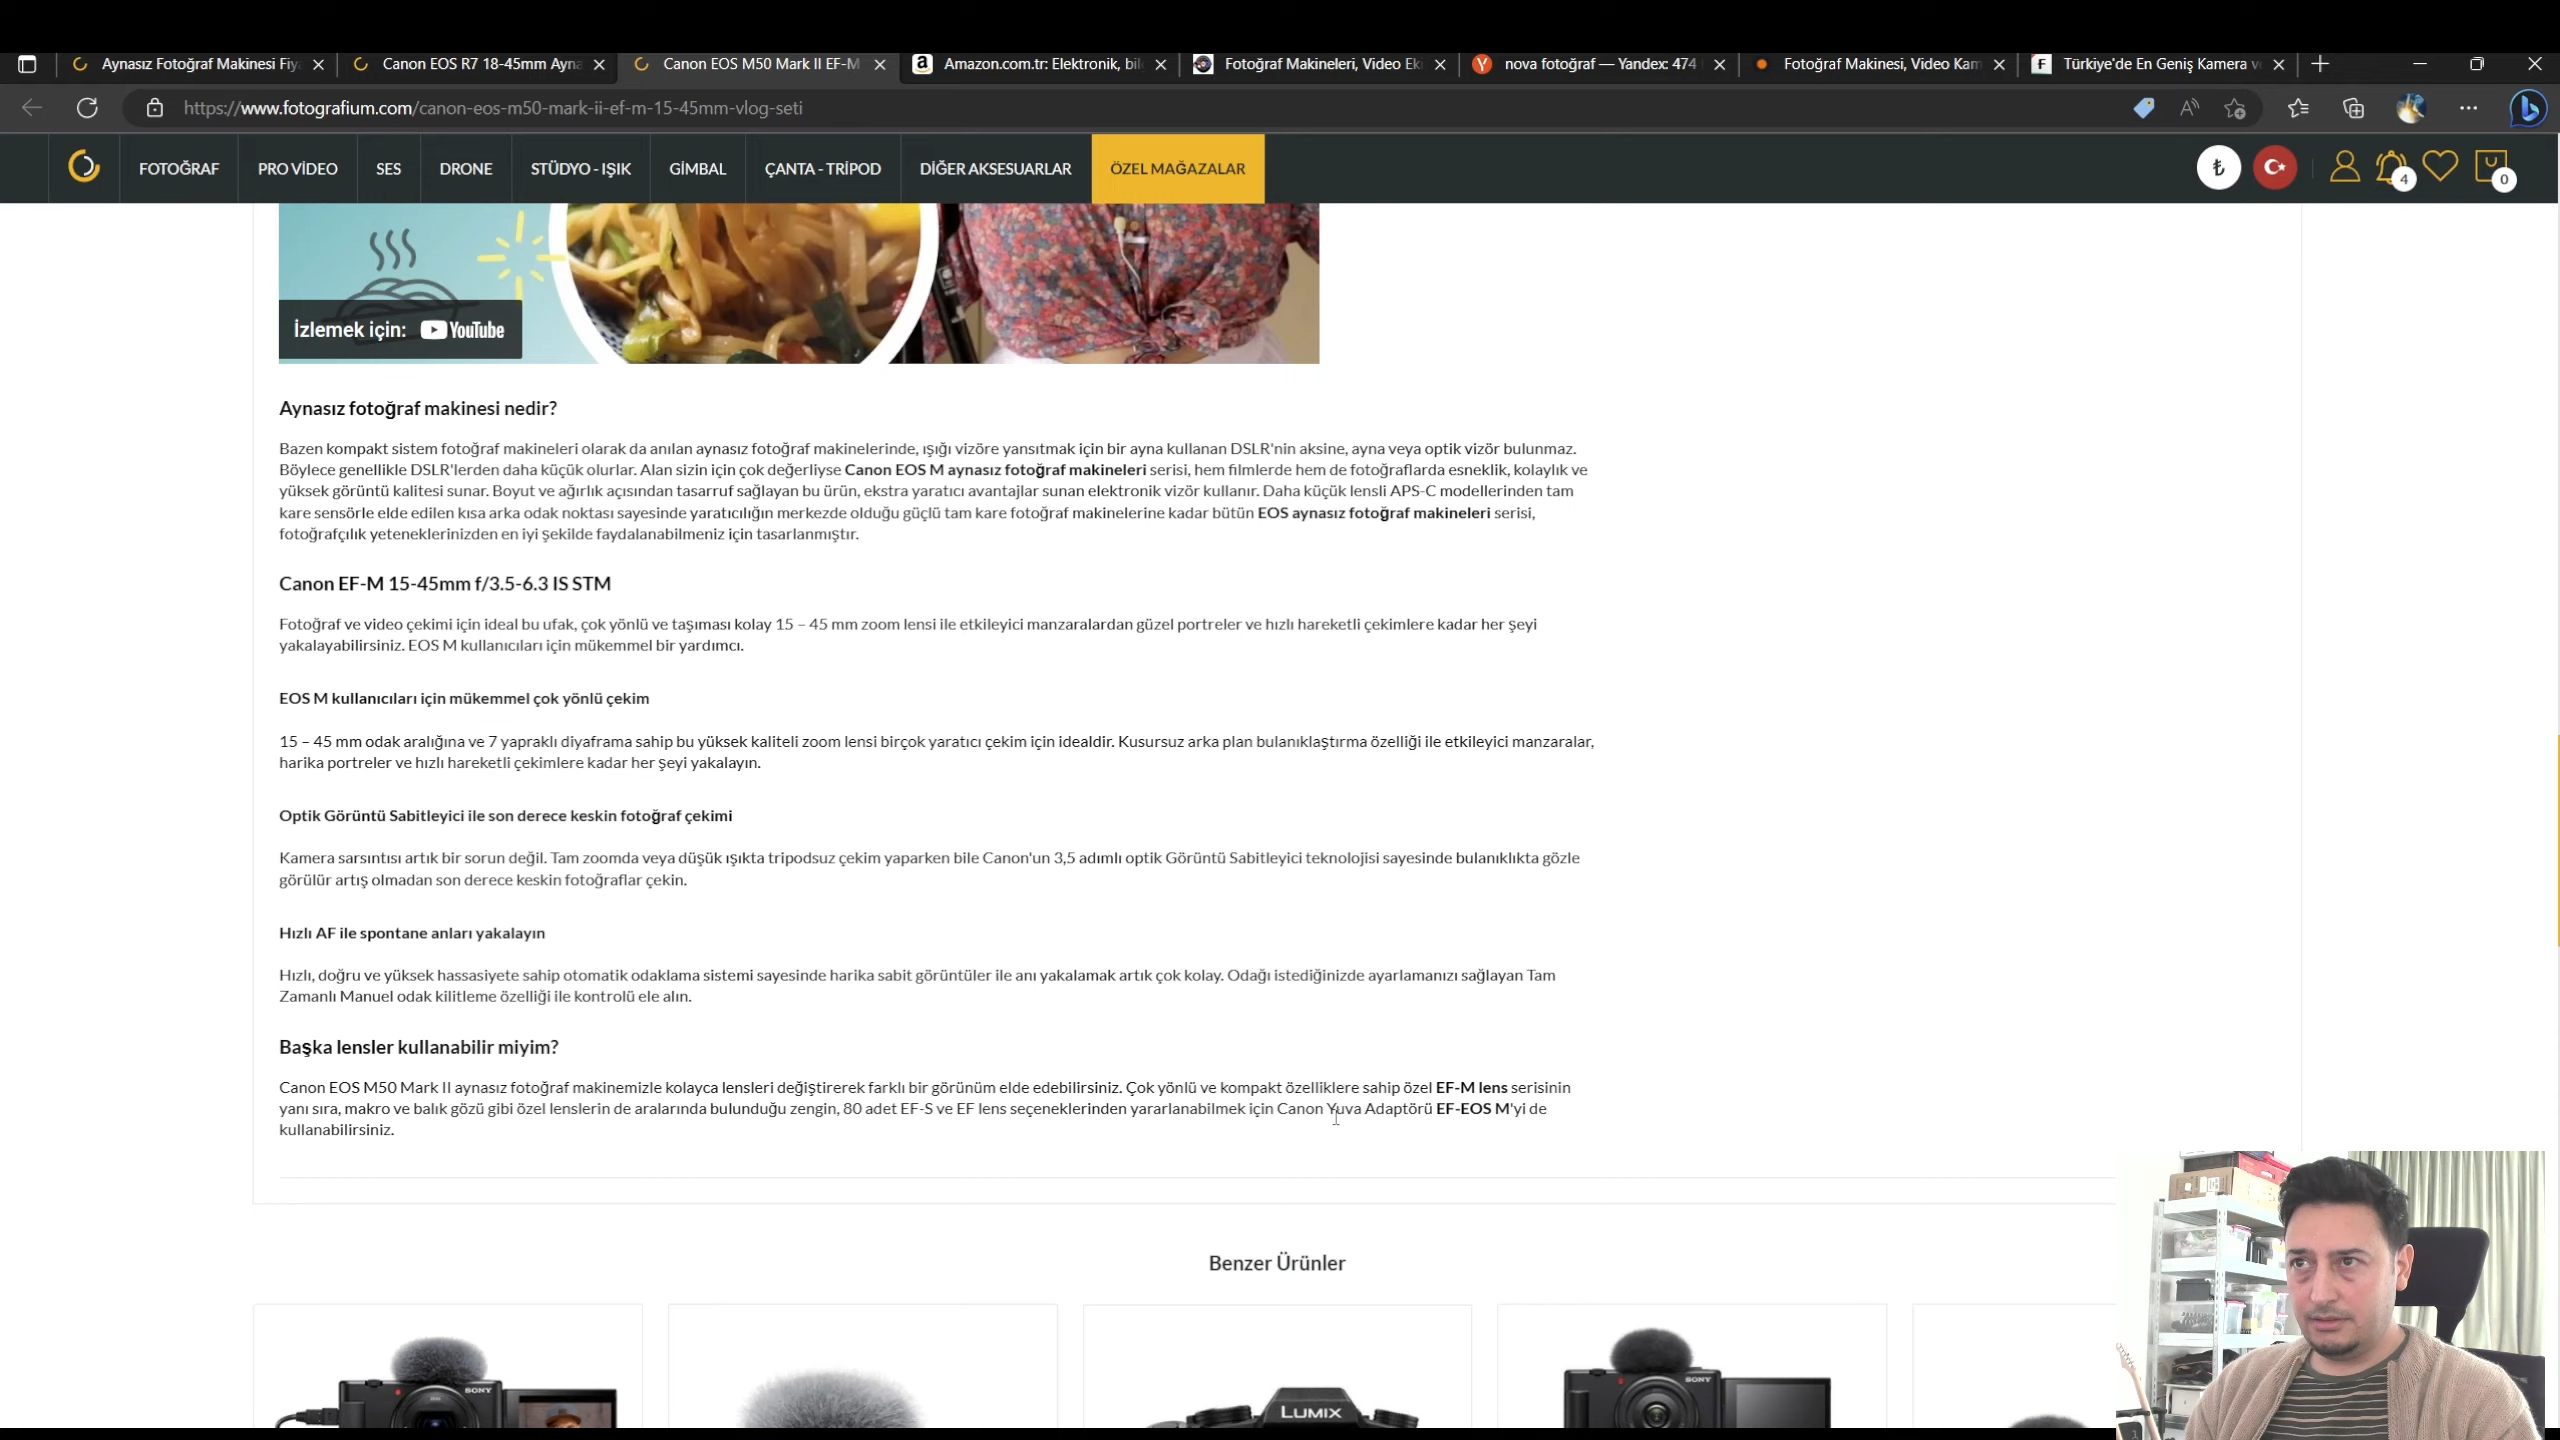 Aynasız Fotoğraf Makinesi Fiy
Canon EOS R7 18-45mm Ayna
Canon EOS M50 Mark II EF-M
Amazon.com.tr: Elektronik, bil
Fotoğraf Makineleri, Video Eki
nova fotoğraf — Yandex: 474
Fotoğraf Makinesi, Video Kam
Türkiye'de En Geniş Kamera v
https://www.fotografium.com/canon-eos-m50-mark-ii-ef-m-15-45mm-vlog-seti
FOTOĞRAF
PRO VİDEO
SES
DRONE
STÜDYO - IŞIK
GİMBAL
ÇANTA - TRİPOD
DİĞER AKSESUARLAR
ÖZEL MAĞAZALAR
₺
4
0
İzlemek için: YouTube
Aynasız fotoğraf makinesi nedir?
Bazen kompakt sistem fotoğraf makineleri olarak da anılan aynasız fotoğraf makinelerinde, ışığı vizöre yansıtmak için bir ayna kullanan DSLR'nin aksine, ayna veya optik vizör bulunmaz.
Böylece genellikle DSLR'lerden daha küçük olurlar. Alan sizin için çok değerliyse Canon EOS M aynasız fotoğraf makineleri serisi, hem filmlerde hem de fotoğraflarda esneklik, kolaylık ve
yüksek görüntü kalitesi sunar. Boyut ve ağırlık açısından tasarruf sağlayan bu ürün, ekstra yaratıcı avantajlar sunan elektronik vizör kullanır. Daha küçük lensli APS-C modellerinden tam
kare sensörle elde edilen kısa arka odak noktası sayesinde yaratıcılığın merkezde olduğu güçlü tam kare fotoğraf makinelerine kadar bütün EOS aynasız fotoğraf makineleri serisi,
fotoğrafçılık yeteneklerinizden en iyi şekilde faydalanabilmeniz için tasarlanmıştır.
Canon EF-M 15-45mm f/3.5-6.3 IS STM
Fotoğraf ve video çekimi için ideal bu ufak, çok yönlü ve taşıması kolay 15 – 45 mm zoom lensi ile etkileyici manzaralardan güzel portreler ve hızlı hareketli çekimlere kadar her şeyi
yakalayabilirsiniz. EOS M kullanıcıları için mükemmel bir yardımcı.
EOS M kullanıcıları için mükemmel çok yönlü çekim
15 – 45 mm odak aralığına ve 7 yapraklı diyaframa sahip bu yüksek kaliteli zoom lensi birçok yaratıcı çekim için idealdir. Kusursuz arka plan bulanıklaştırma özelliği ile etkileyici manzaralar,
harika portreler ve hızlı hareketli çekimlere kadar her şeyi yakalayın.
Optik Görüntü Sabitleyici ile son derece keskin fotoğraf çekimi
Kamera sarsıntısı artık bir sorun değil. Tam zoomda veya düşük ışıkta tripodsuz çekim yaparken bile Canon'un 3,5 adımlı optik Görüntü Sabitleyici teknolojisi sayesinde bulanıklıkta gözle
görülür artış olmadan son derece keskin fotoğraflar çekin.
Hızlı AF ile spontane anları yakalayın
Hızlı, doğru ve yüksek hassasiyete sahip otomatik odaklama sistemi sayesinde harika sabit görüntüler ile anı yakalamak artık çok kolay. Odağı istediğinizde ayarlamanızı sağlayan Tam
Zamanlı Manuel odak kilitleme özelliği ile kontrolü ele alın.
Başka lensler kullanabilir miyim?
Canon EOS M50 Mark II aynasız fotoğraf makinemizle kolayca lensleri değiştirerek farklı bir görünüm elde edebilirsiniz. Çok yönlü ve kompakt özelliklere sahip özel EF-M lens serisinin
yanı sıra, makro ve balık gözü gibi özel lenslerin de aralarında bulunduğu zengin, 80 adet EF-S ve EF lens seçeneklerinden yararlanabilmek için Canon Yuva Adaptörü EF-EOS M'yi de
kullanabilirsiniz.
Benzer Ürünler
SONY
LUMIX
SONY